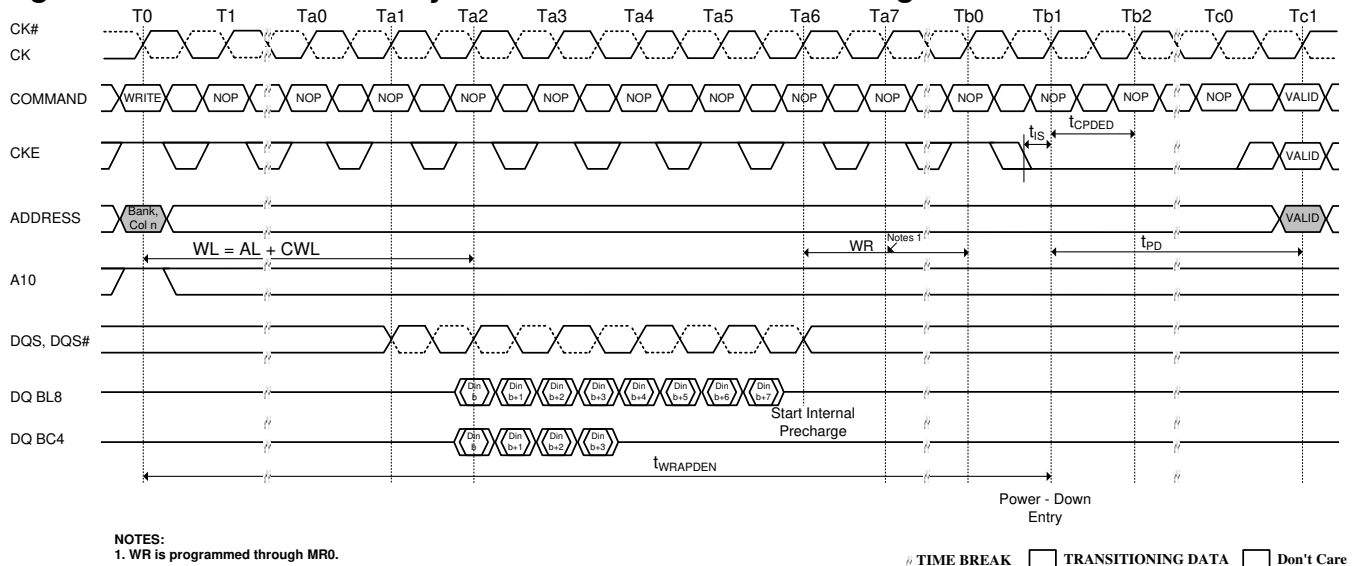 T0 T1 Ta0 Ta1 Ta2 Ta3 Ta4 Ta5 Ta6 Ta7 Tb0 Tb1 Tb2 Tc0 Tc1
CK#
CK
COMMAND WRITE NOP NOP NOP NOP NOP NOP NOP NOP NOP NOP NOP NOP NOP VALID
tIS tCPDED
CKE VALID
ADDRESS Bank, Col n VALID
WL = AL + CWL WR Notes 1 tPD
A10
DQS, DQS#
DQ BL8 Din b Din b+1 Din b+2 Din b+3 Din b+4 Din b+5 Din b+6 Din b+7
Start Internal
Precharge
DQ BC4 Din b Din b+1 Din b+2 Din b+3
tWRAPDEN
Power - Down
Entry
NOTES:
1. WR is programmed through MR0.
TIME BREAK TRANSITIONING DATA Don't Care